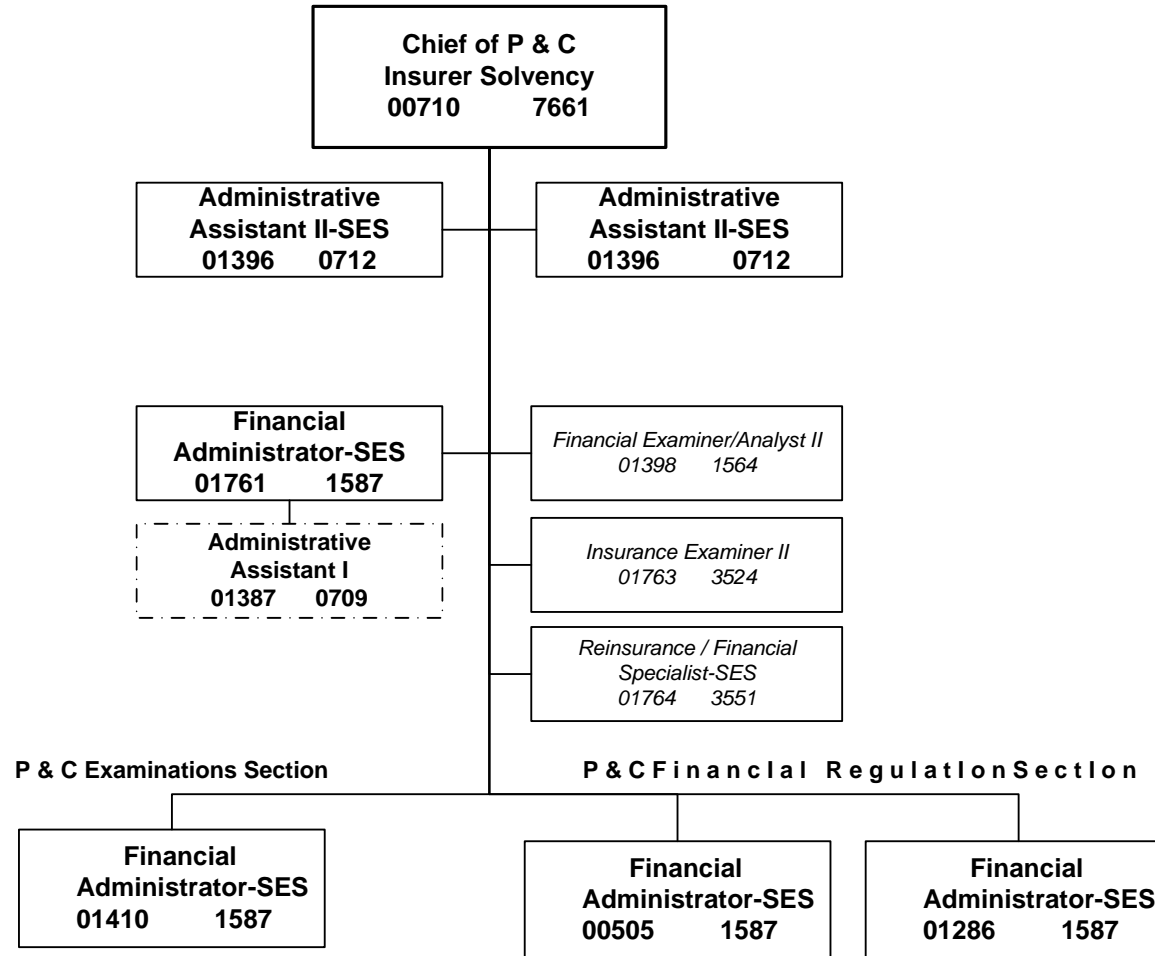 Chief of P & C
Insurer Solvency
00710 7661
Administrative
Assistant II-SES
01396 0712
Administrative
Assistant II-SES
01396 0712
Financial
Administrator-SES
01761 1587
Financial Examiner/Analyst II
01398 1564
Administrative
Assistant I
01387 0709
Insurance Examiner II
01763 3524
Reinsurance / Financial
Specialist-SES
01764 3551
P & C Examinations Section
P & C F i n a n c I a l R e g u l a t I o n S e c t I o n
Financial
Administrator-SES
01410 1587
Financial
Administrator-SES
00505 1587
Financial
Administrator-SES
01286 1587